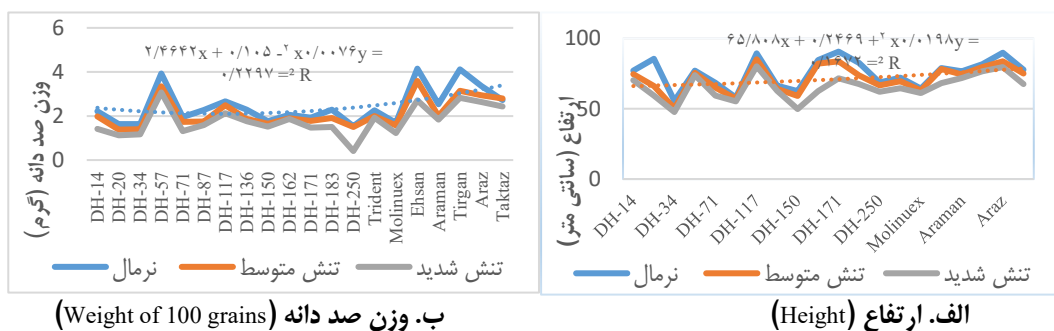 6
4
2
0
وزن صد دانه (گرم)
۲/۴۶۴۲x + ۰/۱۰۵ -² x۰/۰۰۷۶y =
۰/۲۲۹۷ =² R
DH-14
DH-20
DH-34
DH-57
DH-71
DH-87
DH-117
DH-136
DH-150
DH-162
DH-171
DH-183
DH-250
Trident
Molinuex
Ehsan
Araman
Tirgan
Araz
Taktaz
نرمال
تنش متوسط
تنش شدید
ب. وزن صد دانه (Weight of 100 grains)
100
50
0
ارتفاع (سانتی متر)
۶۵/۸۰۸x + ۰/۲۴۶۹ +² x۰/۰۱۹۸y =
=² R
DH-14
DH-34
DH-71
DH-117
DH-150
DH-171
DH-250
Molinuex
Araman
Araz
نرمال
تنش متوسط
تنش شدید
الف. ارتفاع (Height)